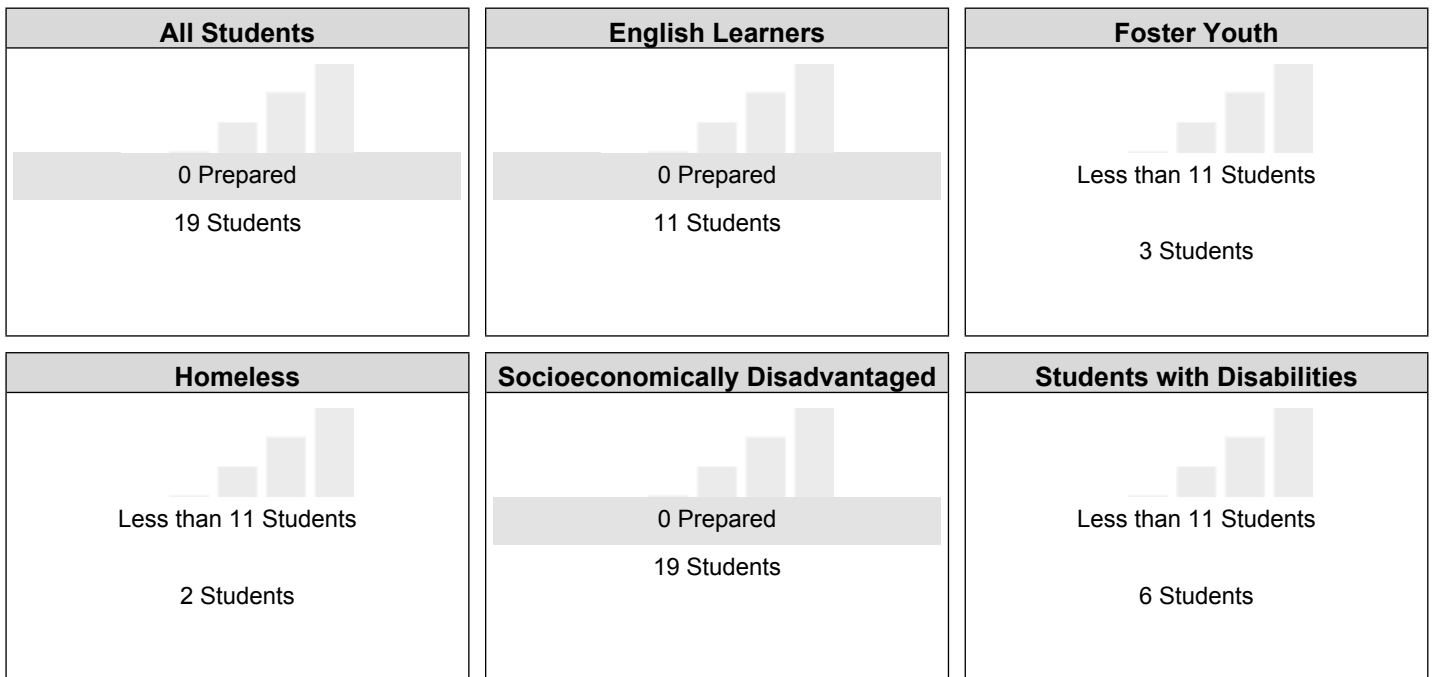 All Students
0 Prepared
19 Students
English Learners
0 Prepared
11 Students
Foster Youth
Less than 11 Students
3 Students
Homeless
Less than 11 Students
2 Students
Socioeconomically Disadvantaged
0 Prepared
19 Students
Students with Disabilities
Less than 11 Students
6 Students